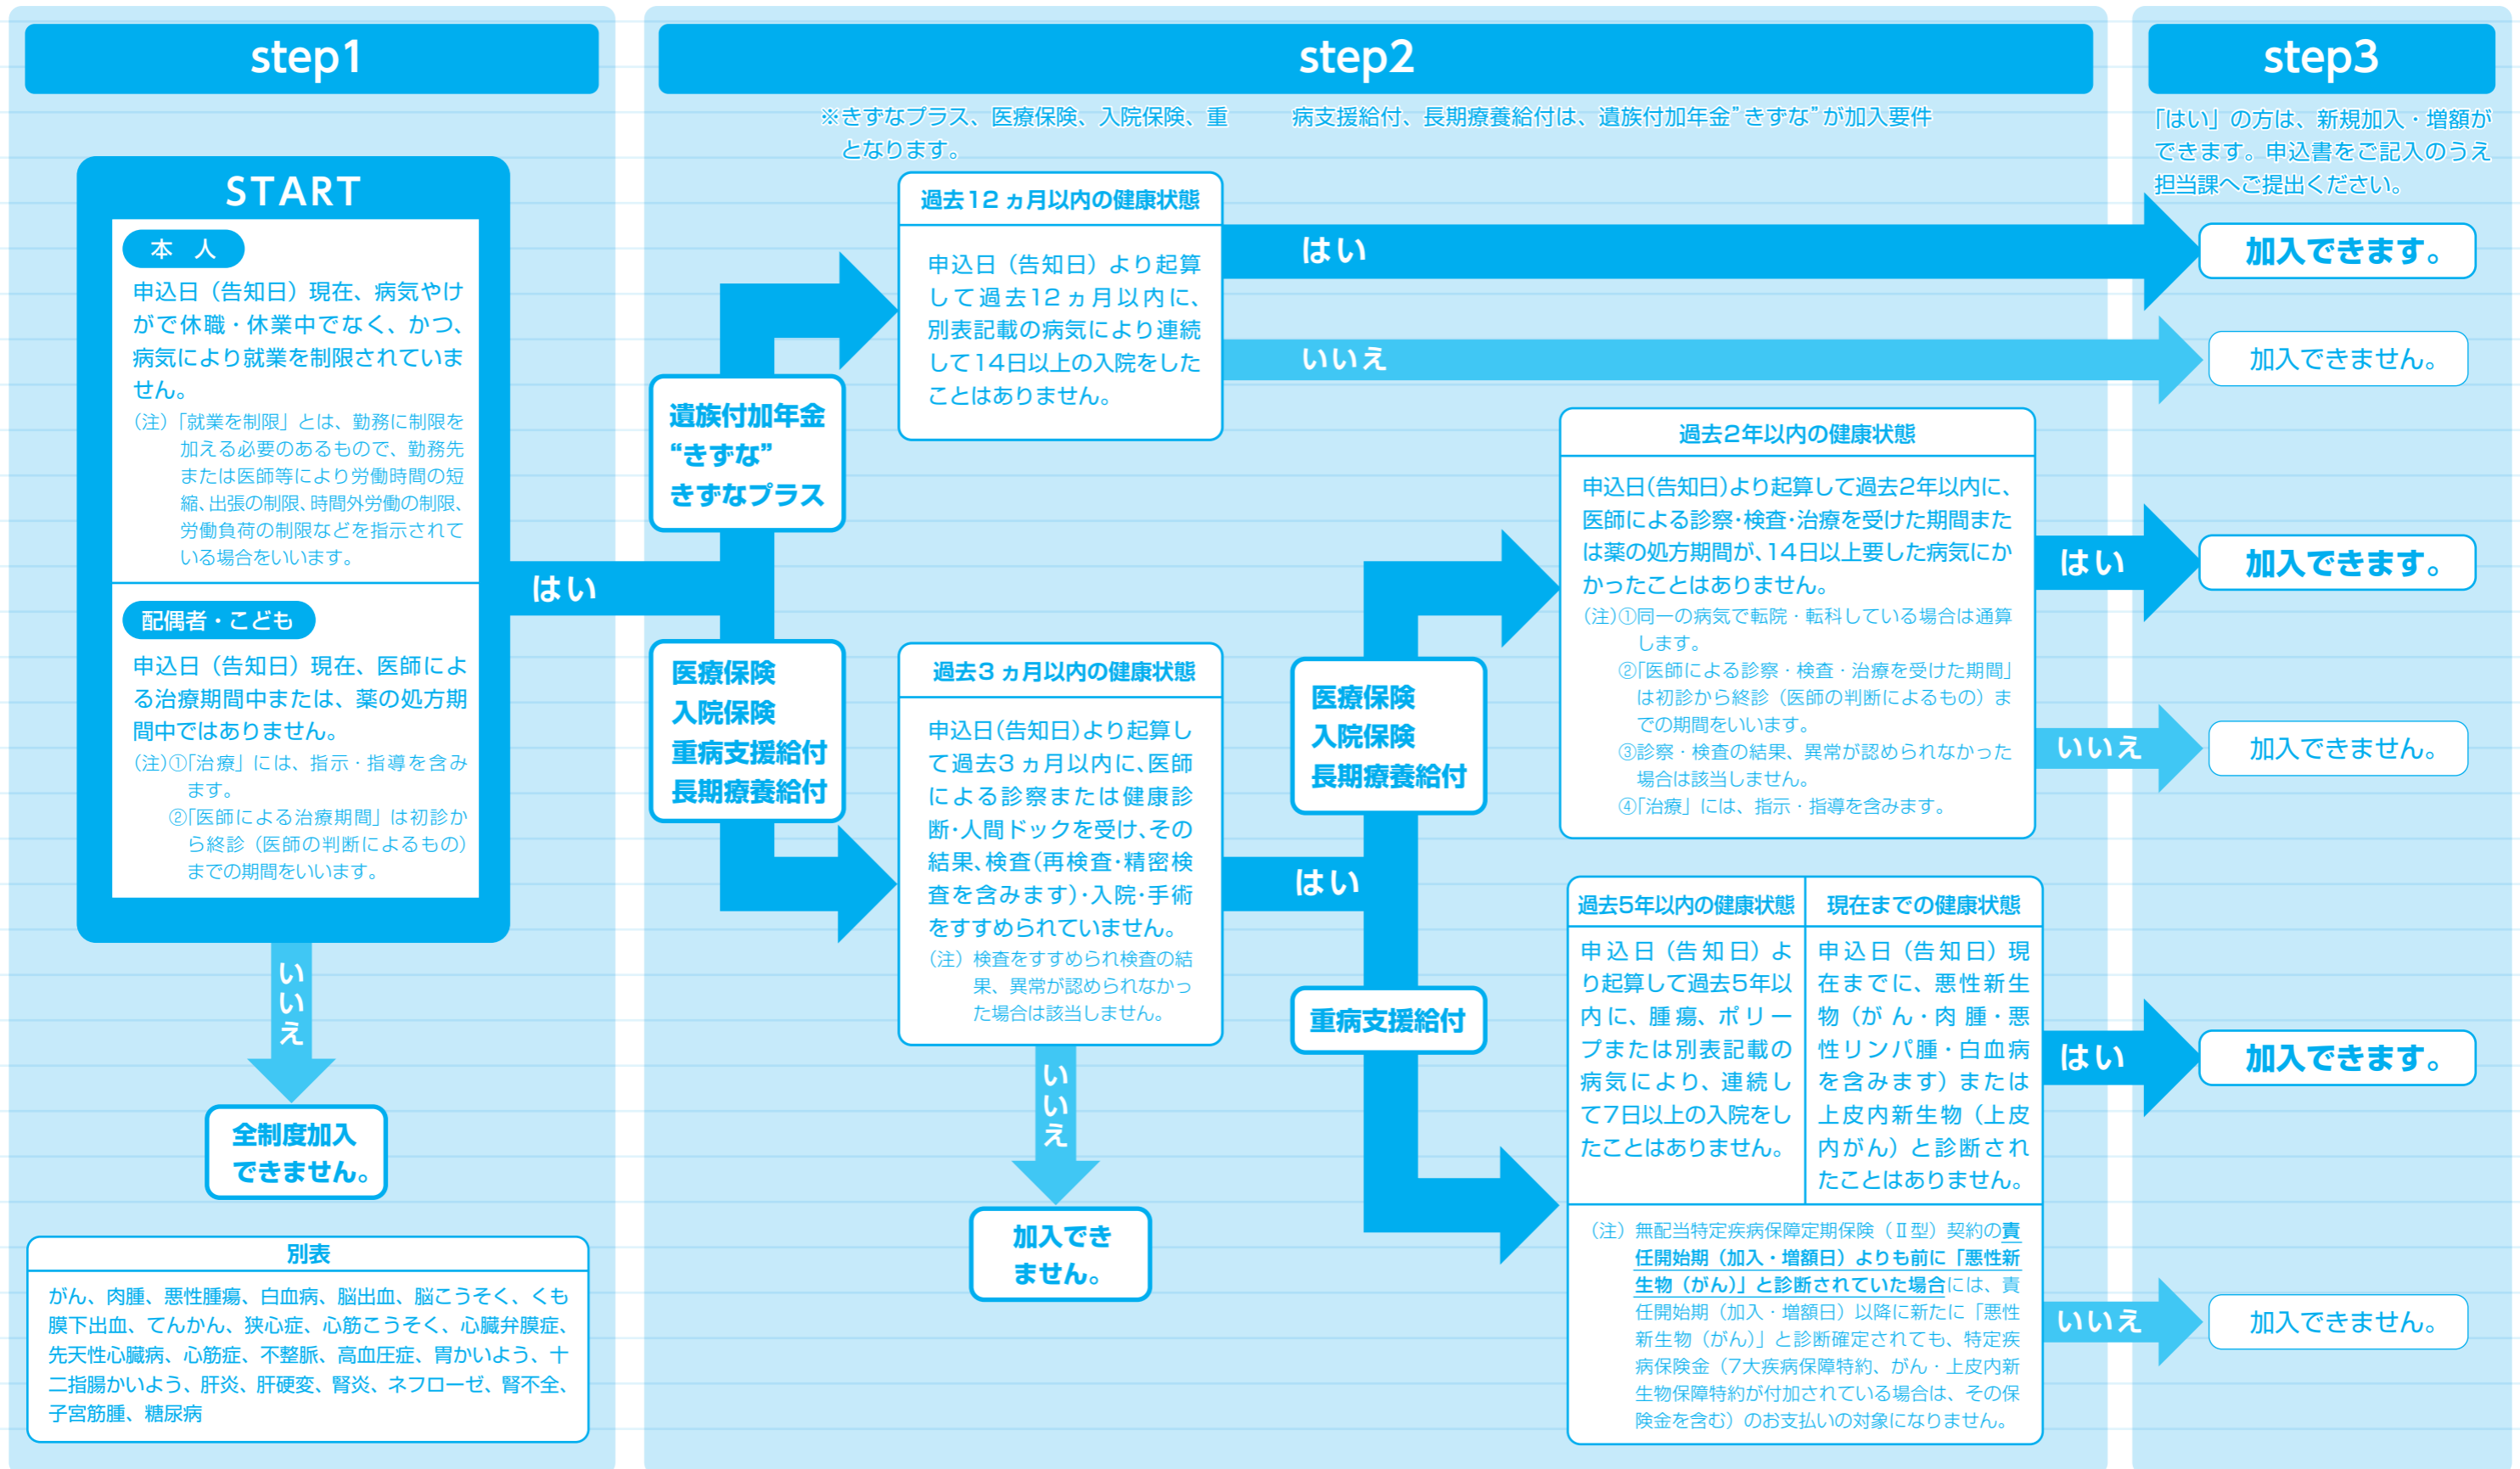 step1
START
本　人
申込日（告知日）現在、病気やけ
がで休職・休業中でなく、かつ、
病気により就業を制限されていま
せん。
（注）「就業を制限」とは、勤務に制限を
加える必要のあるもので、勤務先
または医師等により労働時間の短
縮、出張の制限、時間外労働の制限、
労働負荷の制限などを指示されて
いる場合をいいます。
配偶者・こども
申込日（告知日）現在、医師によ
る治療期間中または、薬の処方期
間中ではありません。
（注）①「治療」には、指示・指導を含み
ます。
②「医師による治療期間」は初診か
ら終診（医師の判断によるもの）
までの期間をいいます。
はい
いいえ
全制度加入
できません。
別表
がん、肉腫、悪性腫瘍、白血病、脳出血、脳こうそく、くも
膜下出血、てんかん、狭心症、心筋こうそく、心臓弁膜症、
先天性心臓病、心筋症、不整脈、高血圧症、胃かいよう、十
二指腸かいよう、肝炎、肝硬変、腎炎、ネフローゼ、腎不全、
子宮筋腫、糖尿病
step2
※きずなプラス、医療保険、入院保険、重病支援給付、長期療養給付は、遺族付加年金”きずな”が加入要件
となります。
遺族付加年金
“きずな”
きずなプラス
過去12ヵ月以内の健康状態
申込日（告知日）より起算
して過去12ヵ月以内に、
別表記載の病気により連続
して14日以上の入院をした
ことはありません。
はい
いいえ
医療保険
入院保険
重病支援給付
長期療養給付
過去3ヵ月以内の健康状態
申込日（告知日）より起算し
て過去3ヵ月以内に、医師
による診察または健康診
断・人間ドックを受け、その
結果、検査（再検査・精密検
査を含みます）・入院・手術
をすすめられていません。
（注）検査をすすめられ検査の結
果、異常が認められなかっ
た場合は該当しません。
はい
いいえ
加入でき
ません。
医療保険
入院保険
長期療養給付
過去2年以内の健康状態
申込日（告知日）より起算して過去2年以内に、
医師による診察・検査・治療を受けた期間また
は薬の処方期間が、14日以上要した病気にか
かったことはありません。
（注）①同一の病気で転院・転科している場合は通算
します。
②「医師による診察・検査・治療を受けた期間」
は初診から終診（医師の判断によるもの）ま
での期間をいいます。
③診察・検査の結果、異常が認められなかった
場合は該当しません。
④「治療」には、指示・指導を含みます。
はい
いいえ
重病支援給付
過去5年以内の健康状態
申込日（告知日）よ
り起算して過去5年以
内に、腫瘍、ポリー
プまたは別表記載の
病気により、連続し
て7日以上の入院をし
たことはありません。
現在までの健康状態
申込日（告知日）現
在までに、悪性新生
物（がん・肉腫・悪
性リンパ腫・白血病
を含みます）または
上皮内新生物（上皮
内がん）と診断され
たことはありません。
（注）無配当特定疾病保障定期保険（Ⅱ型）契約の責
任開始期（加入・増額日）よりも前に「悪性新
生物（がん）」と診断されていた場合には、責
任開始期（加入・増額日）以降に新たに「悪性
新生物（がん）」と診断確定されても、特定疾
病保険金（7大疾病保障特約、がん・上皮内新
生物保障特約が付加されている場合は、その保
険金を含む）のお支払いの対象になりません。
はい
いいえ
step3
「はい」の方は、新規加入・増額が
できます。申込書をご記入のうえ
担当課へご提出ください。
加入できます。
加入できません。
加入できます。
加入できません。
加入できます。
加入できません。